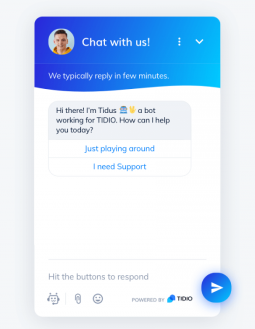 Chat with us!
We typically reply in few minutes.
Hi there! I'm Tidus 🤖👋 a bot
working for TIDIO. How can I help
you today?
Just playing around
I need Support
Hit the buttons to respond
POWERED BY TIDIO